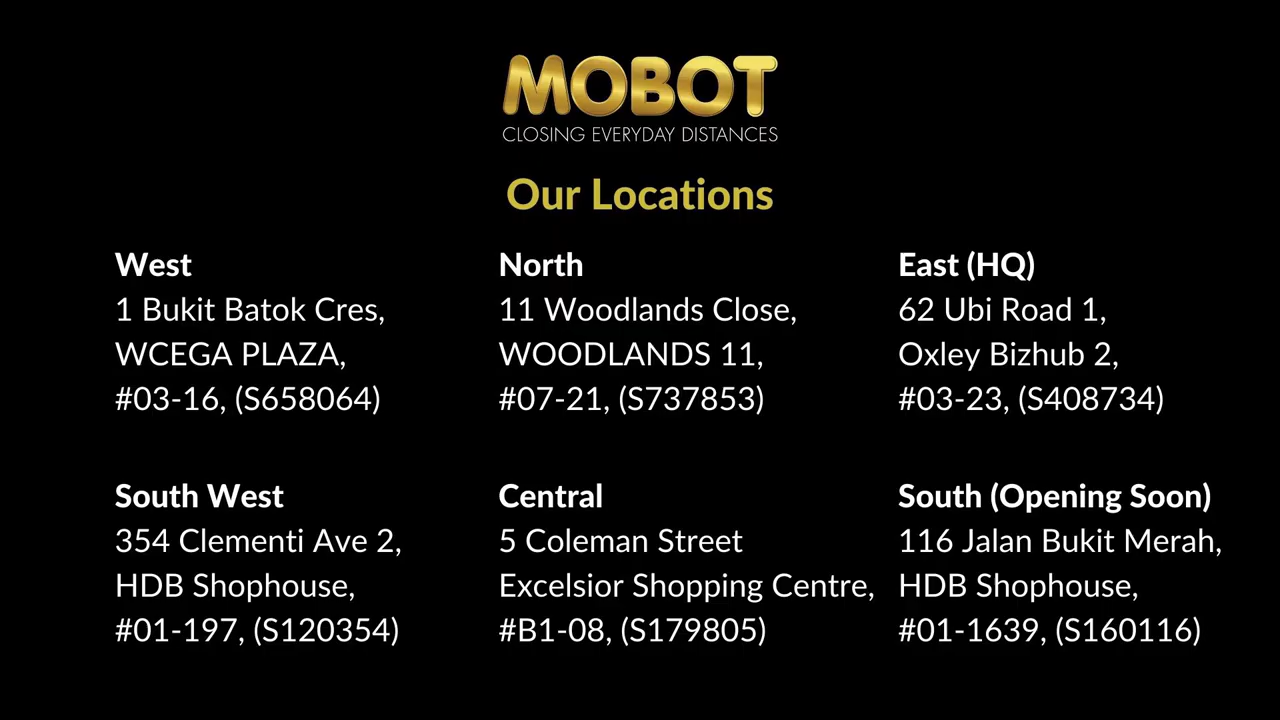 MOBOT
CLOSING EVERYDAY DISTANCES
Our Locations
West
1 Bukit Batok Cres,
WCEGA PLAZA,
#03-16, (S658064)
North
11 Woodlands Close,
WOODLANDS 11,
#07-21, (S737853)
East (HQ)
62 Ubi Road 1,
Oxley Bizhub 2,
#03-23, (S408734)
South West
354 Clementi Ave 2,
HDB Shophouse,
#01-197, (S120354)
Central
5 Coleman Street
Excelsior Shopping Centre,
#B1-08, (S179805)
South (Opening Soon)
116 Jalan Bukit Merah,
HDB Shophouse,
#01-1639, (S160116)